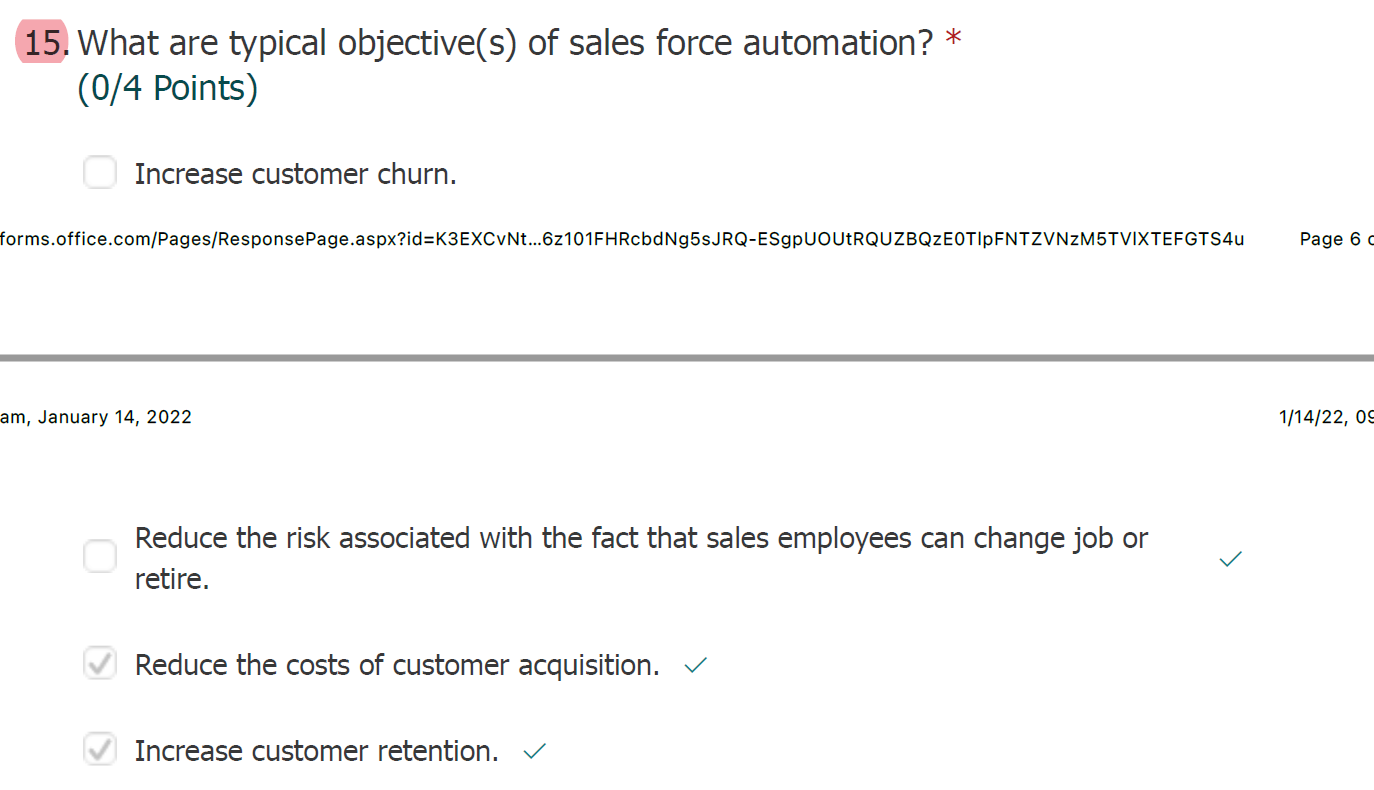 15. What are typical objective(s) of sales force automation? *
(0/4 Points)
Increase customer churn.
forms.office.com/Pages/ResponsePage.aspx?id=K3EXCvNt…6z101FHRcbdNg5sJRQ-ESgpUOUtRQUZBQzE0TlpFNTZVNzM5TVlXTEFGTS4u Page 6 o
am, January 14, 2022 1/14/22, 09
Reduce the risk associated with the fact that sales employees can change job or
retire.
Reduce the costs of customer acquisition.
Increase customer retention.